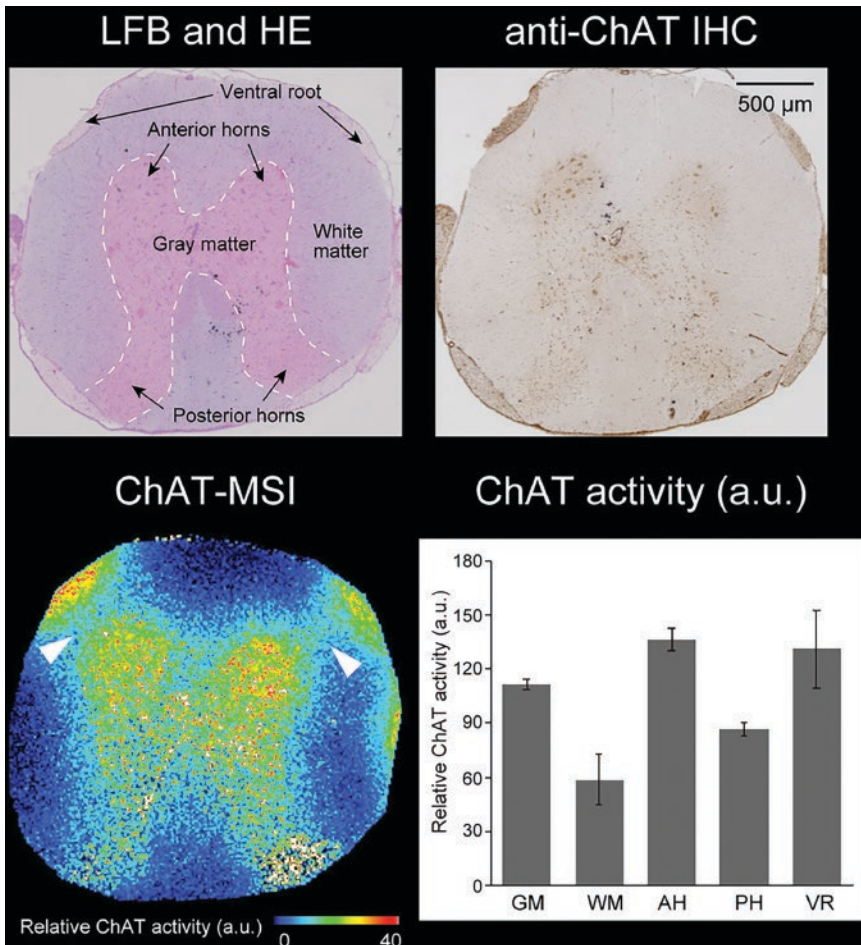 LFB and HE
Ventral root
Anterior horns
Gray matter
White
matter
Posterior horns
anti-ChAT IHC
500 µm
ChAT-MSI
Relative ChAT activity (a.u.)
0
40
ChAT activity (a.u.)
Relative ChAT activity (a.u.)
180
150
120
90
60
30
0
GM WM AH PH VR